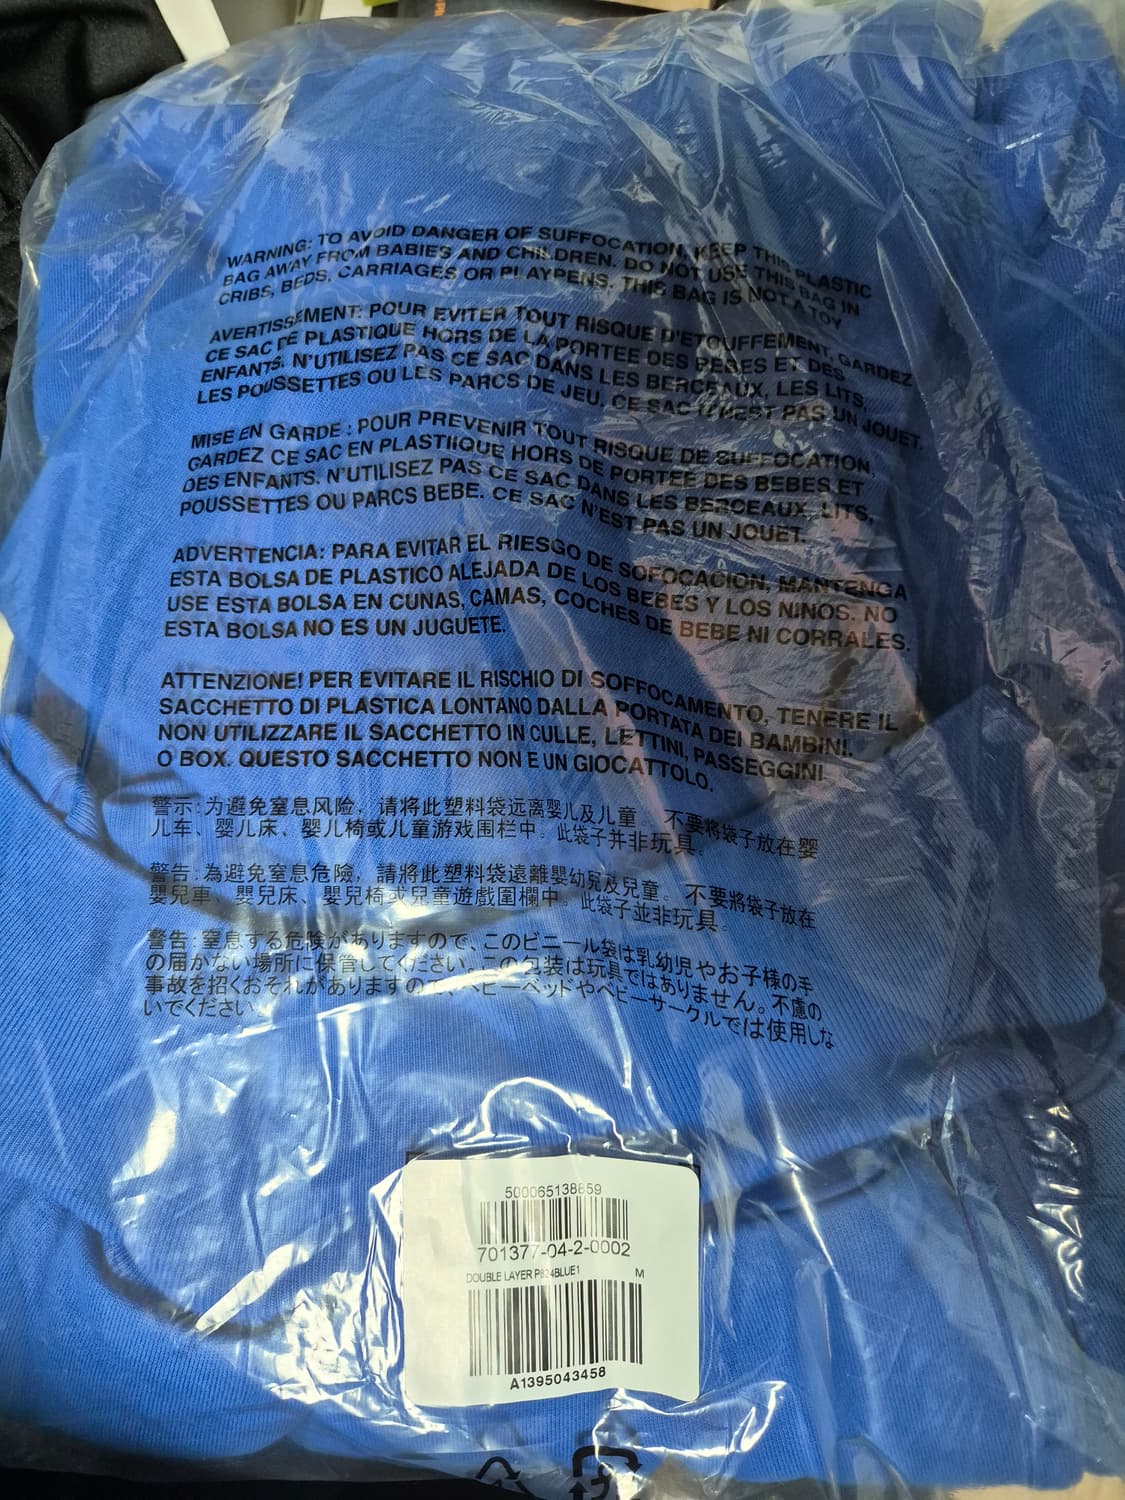 WARNING: TO AVOID DANGER OF SUFFOCATION, KEEP THIS PLASTIC
BAG AWAY FROM BABIES AND CHILDREN. DO NOT USE THIS BAG IN
CRIBS, BEDS, CARRIAGES OR PLAYPENS. THIS BAG IS NOT A TOY
AVERTISSEMENT: POUR EVITER TOUT RISQUE D'ETOUFFEMENT, GARDEZ
CE SAC DE PLASTIQUE HORS DE LA PORTEE DES BEBES ET DES
ENFANTS. N'UTILISEZ PAS CE SAC DANS LES BERCEAUX, LES LITS,
LES POUSSETTES OU LES PARCS DE JEU, CE SAC N'EST PAS UN JOUET.
MISE EN GARDE : POUR PREVENIR TOUT RISQUE DE SUFFOCATION,
GARDEZ CE SAC EN PLASTIIQUE HORS DE PORTEE DES BEBES ET
DES ENFANTS. N'UTILISEZ PAS CE SAC DANS LES BERCEAUX, LITS,
POUSSETTES OU PARCS BEBE. CE SAC N'EST PAS UN JOUET.
ADVERTENCIA: PARA EVITAR EL RIESGO DE SOFOCACION, MANTENGA
ESTA BOLSA DE PLASTICO ALEJADA DE LOS BEBES Y LOS NINOS. NO
USE ESTA BOLSA EN CUNAS, CAMAS, COCHES DE BEBE NI CORRALES.
ESTA BOLSA NO ES UN JUGUETE.
ATTENZIONE! PER EVITARE IL RISCHIO DI SOFFOCAMENTO, TENERE IL
SACCHETTO DI PLASTICA LONTANO DALLA PORTATA DEI BAMBINI.
NON UTILIZZARE IL SACCHETTO IN CULLE, LETTINI, PASSEGGINI
O BOX. QUESTO SACCHETTO NON E UN GIOCATTOLO.
警示:为避免窒息风险，请将此塑料袋远离婴儿及儿童。不要将袋子放在婴
儿车、婴儿床、婴儿椅或儿童游戏围栏中。此袋子并非玩具。
警告:為避免窒息危險，請將此塑料袋遠離嬰幼兒及兒童。不要將袋子放在
嬰兒車、嬰兒床、嬰兒椅或兒童遊戲圍欄中。此袋子並非玩具。
警告:窒息する危険がありますので、このビニール袋は乳幼児やお子様の手
の届かない場所に保管してください。この包装は玩具ではありません。不慮の
事故を招くおそれがありますので、ベビーベッドやベビーサークルでは使用しな
いでください。
500065138859
701377-04-2-0002
DOUBLE LAYER PS24BLUE1 M
A1395043458